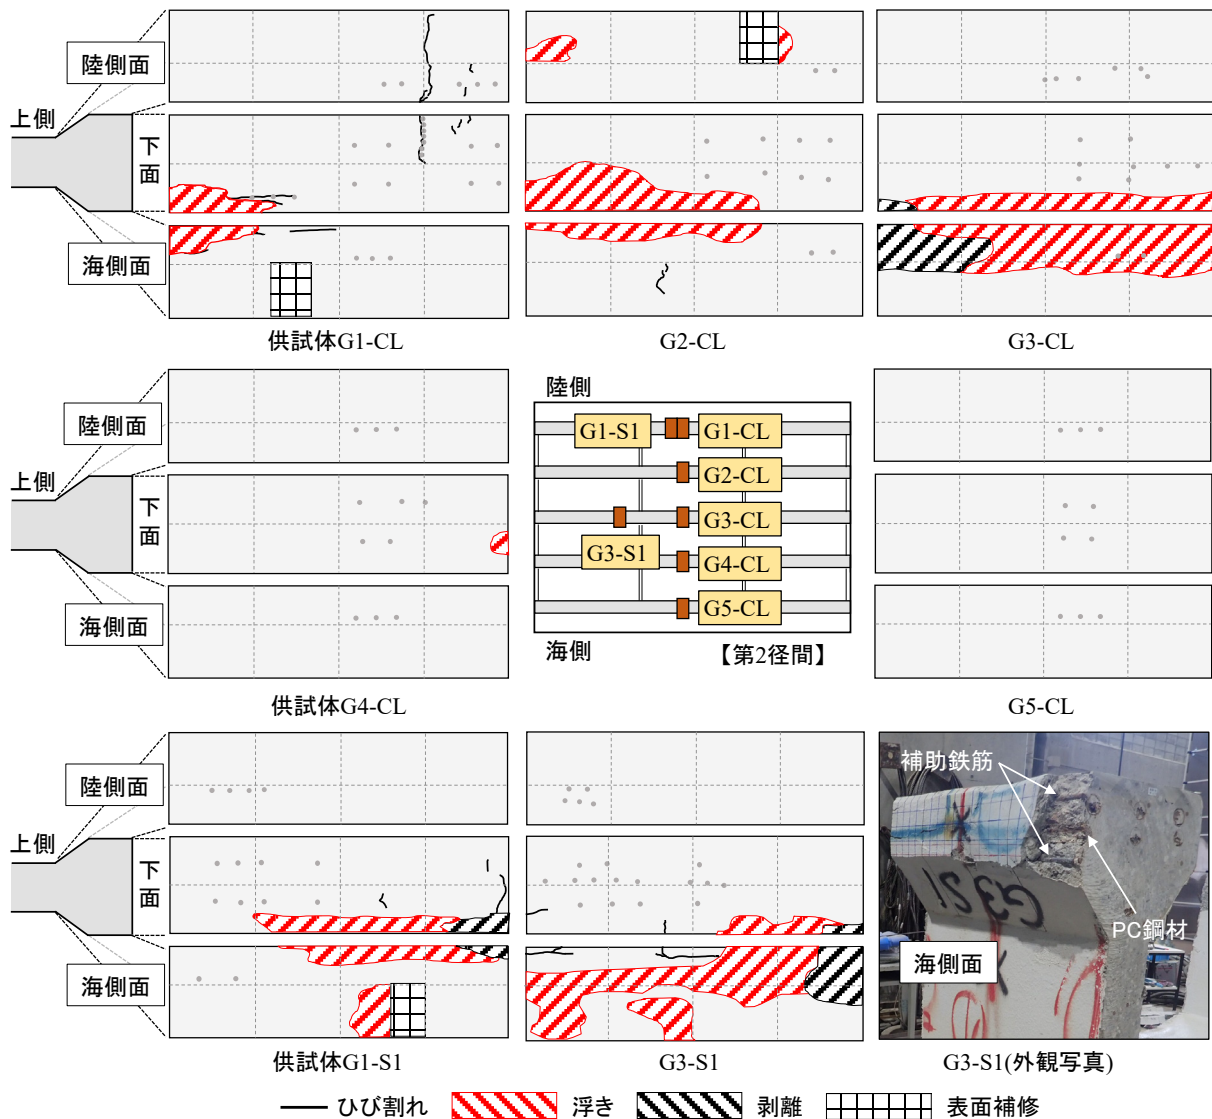 陸側面
上側
下面
海側面
供試体G1-CL
G2-CL
G3-CL
陸側面
上側
下面
海側面
供試体G4-CL
陸側
G1-S1
G1-CL
G2-CL
G3-CL
G3-S1
G4-CL
G5-CL
海側
【第2径間】
G5-CL
陸側面
上側
下面
海側面
供試体G1-S1
G3-S1
補助鉄筋
G3S1
PC鋼材
海側面
G3-S1(外観写真)
ひび割れ
浮き
剥離
表面補修